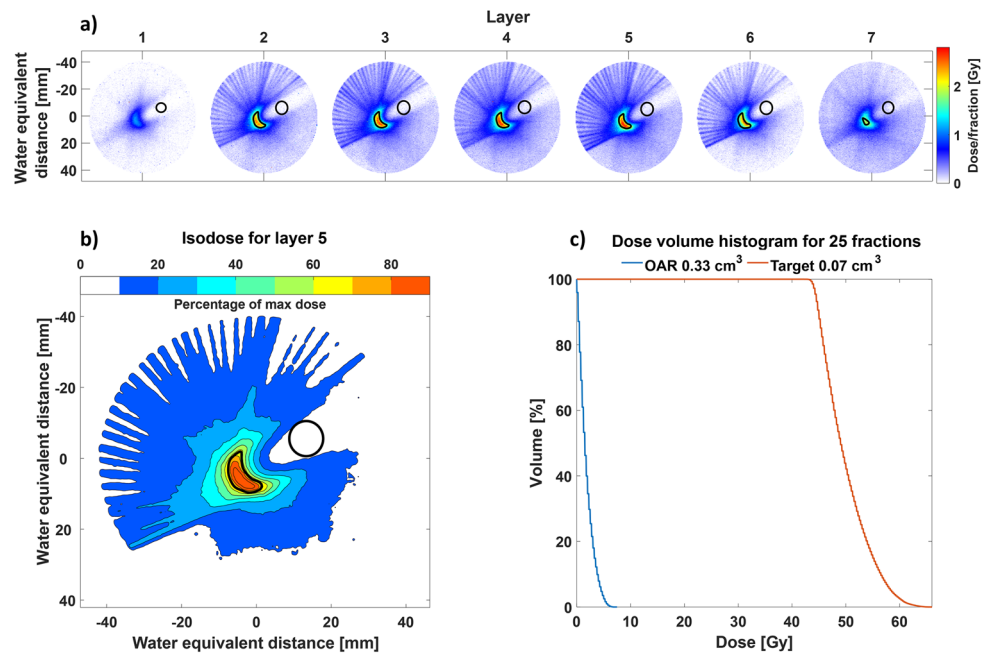 a)
Layer
1 2 3 4 5 6 7
Water equivalent
distance [mm]
-40
-20
0
20
40
2
1
0
Dose/fraction [Gy]
b)
Isodose for layer 5
0 20 40 60 80
Percentage of max dose
-40
-20
0
20
40
Water equivalent distance [mm]
-40 -20 0 20 40
Water equivalent distance [mm]
c)
Dose volume histogram for 25 fractions
OAR 0.33 cm³ Target 0.07 cm³
100
80
60
40
20
0
Volume [%]
0 10 20 30 40 50 60
Dose [Gy]